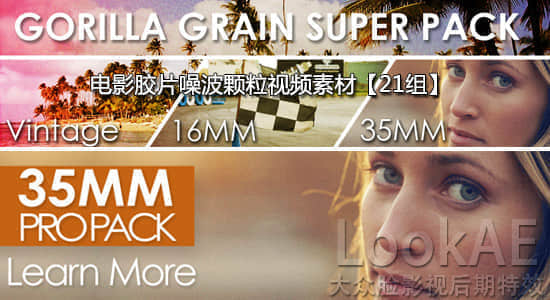 GORILLA GRAIN SUPER PACK
电影胶片噪波颗粒视频素材【21组】
Vintage 16MM 35MM
35MM
PRO PACK
Learn More
LookAE
大众脸影视后期特效